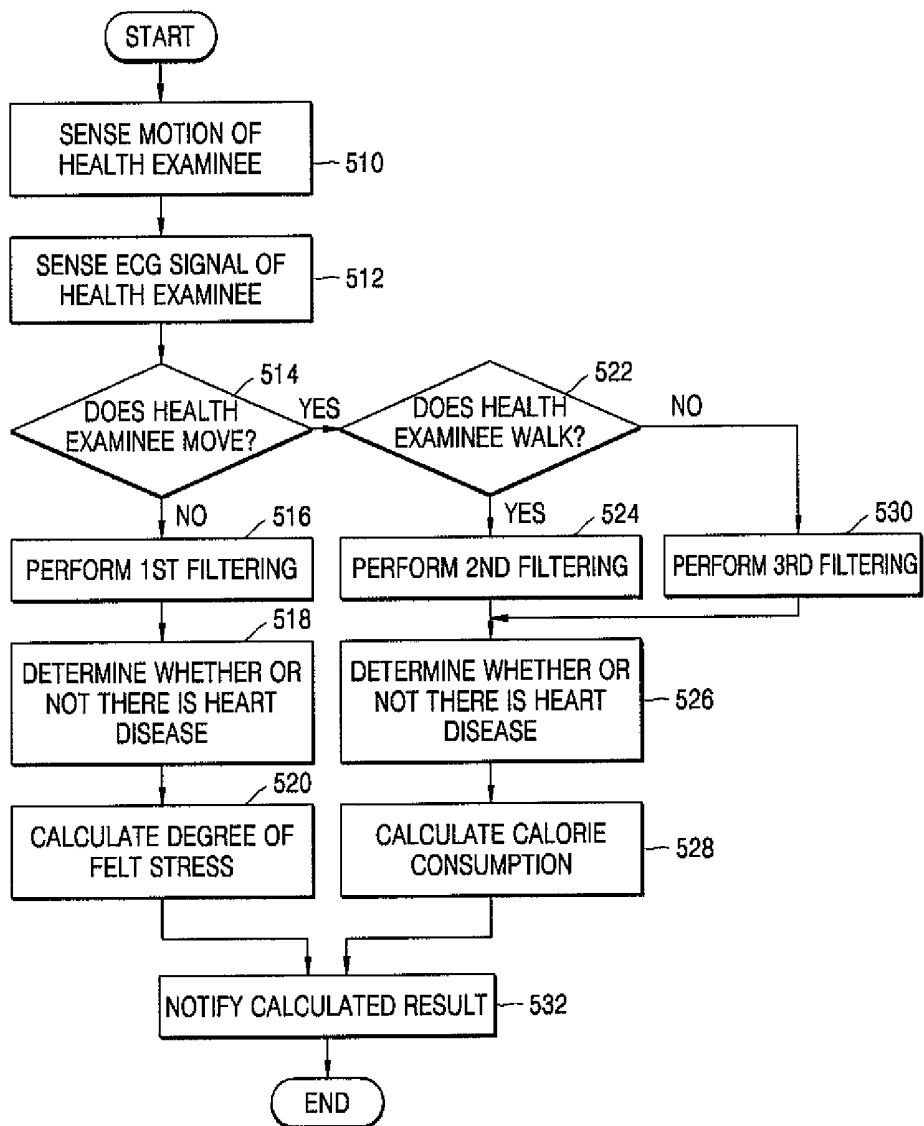 START
SENSE MOTION OF
HEALTH EXAMINEE
510
SENSE ECG SIGNAL OF
HEALTH EXAMINEE
512
514
DOES HEALTH
EXAMINEE MOVE?
YES
NO
522
DOES HEALTH
EXAMINEE WALK?
NO
YES
516
PERFORM 1ST FILTERING
524
PERFORM 2ND FILTERING
530
PERFORM 3RD FILTERING
518
DETERMINE WHETHER OR
NOT THERE IS HEART
DISEASE
DETERMINE WHETHER OR
NOT THERE IS HEART
DISEASE
526
520
CALCULATE DEGREE OF
FELT STRESS
CALCULATE CALORIE
CONSUMPTION
528
NOTIFY CALCULATED RESULT
532
END